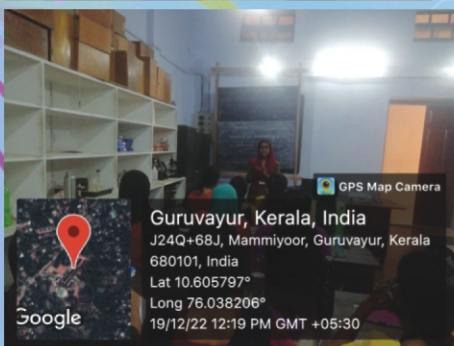 GPS Map Camera
Guruvayur, Kerala, India
J24Q+68J, Mammiyoor, Guruvayur, Kerala
680101, India
Lat 10.605797°
Long 76.038206°
19/12/22 12:19 PM GMT +05:30
Google